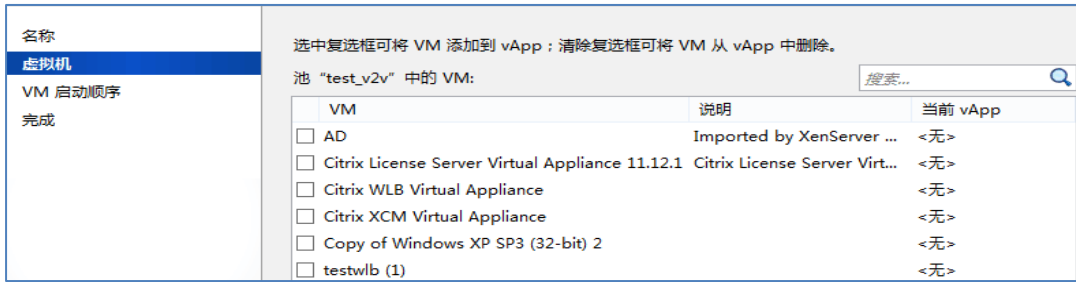 名称
虚拟机
VM 启动顺序
完成
选中复选框可将 VM 添加到 vApp；清除复选框可将 VM 从 vApp 中删除。
池“test_v2v”中的 VM:
搜索...
VM 说明 当前 vApp
AD Imported by XenServer ... <无>
Citrix License Server Virtual Appliance 11.12.1 Citrix License Server Virt... <无>
Citrix WLB Virtual Appliance <无>
Citrix XCM Virtual Appliance <无>
Copy of Windows XP SP3 (32-bit) 2 <无>
testwlb (1) <无>